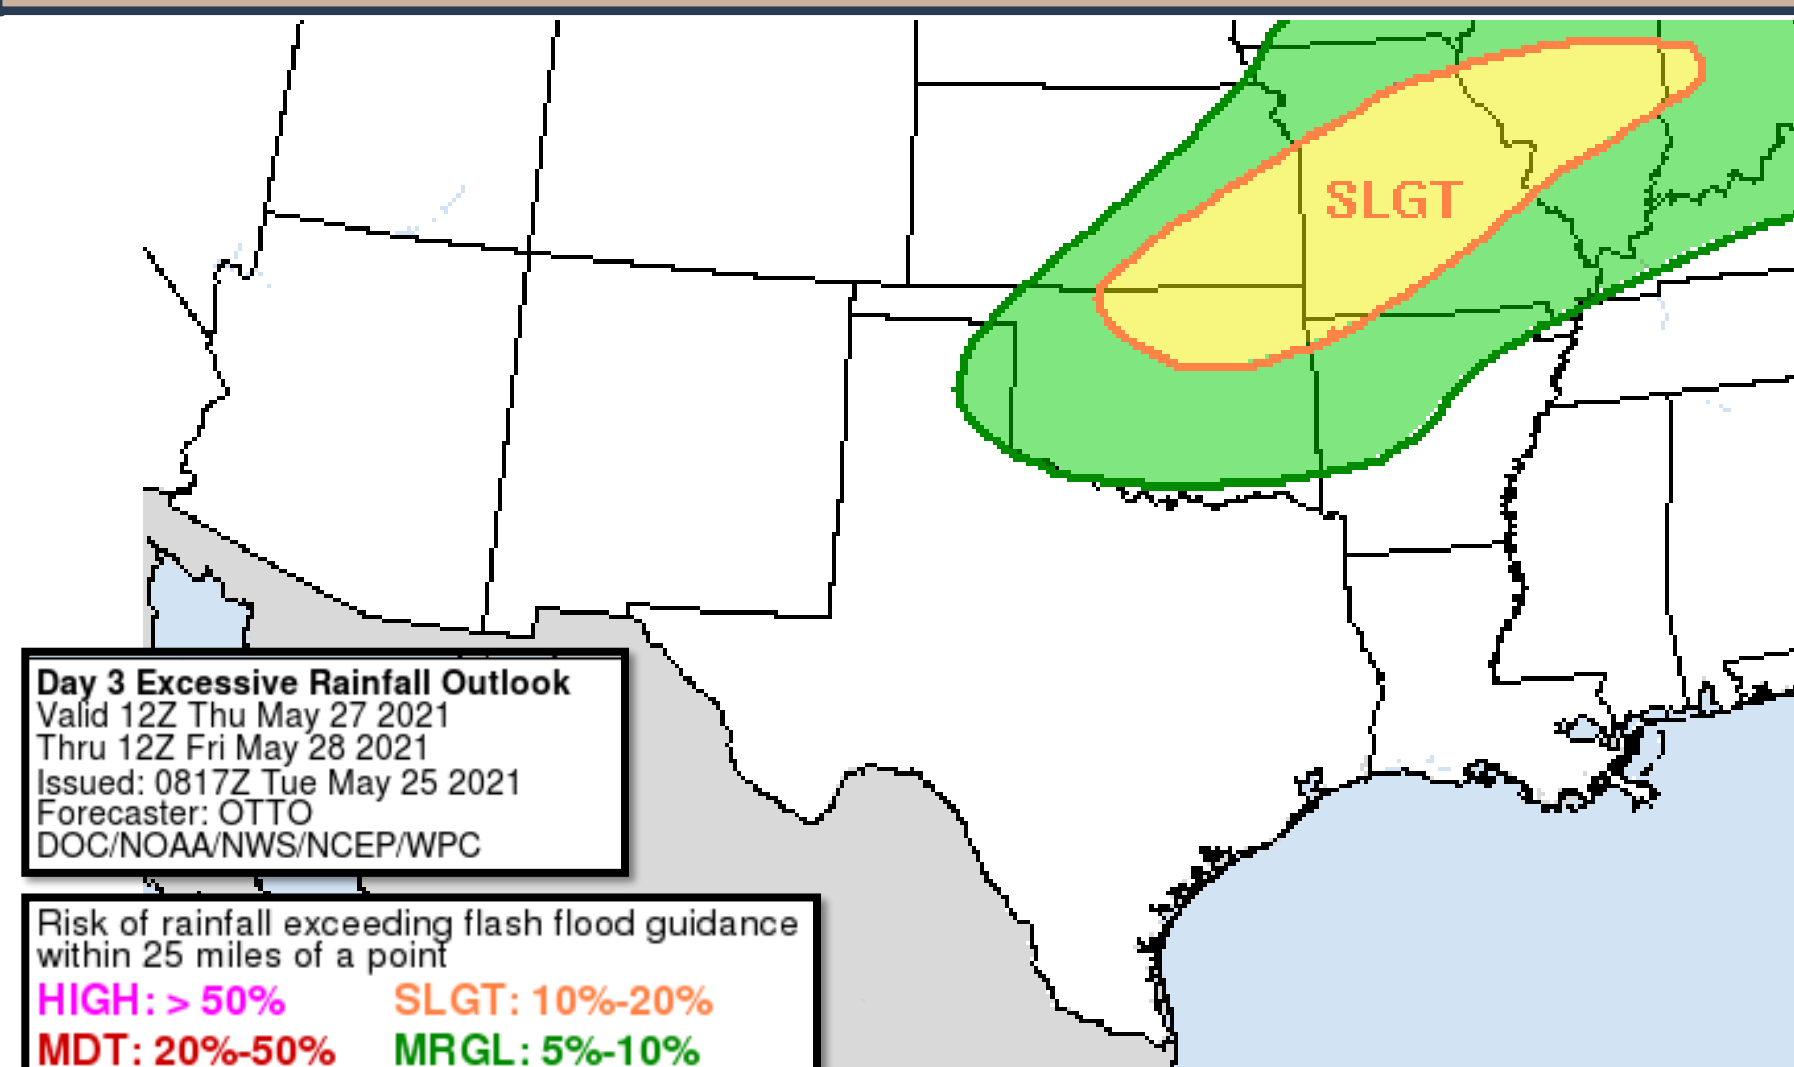 SLGT
Day 3 Excessive Rainfall Outlook
Valid 12Z Thu May 27 2021
Thru 12Z Fri May 28 2021
Issued: 0817Z Tue May 25 2021
Forecaster: OTTO
DOC/NOAA/NWS/NCEP/WPC
Risk of rainfall exceeding flash flood guidance
within 25 miles of a point
HIGH: > 50% SLGT: 10%-20%
MDT: 20%-50% MRGL: 5%-10%